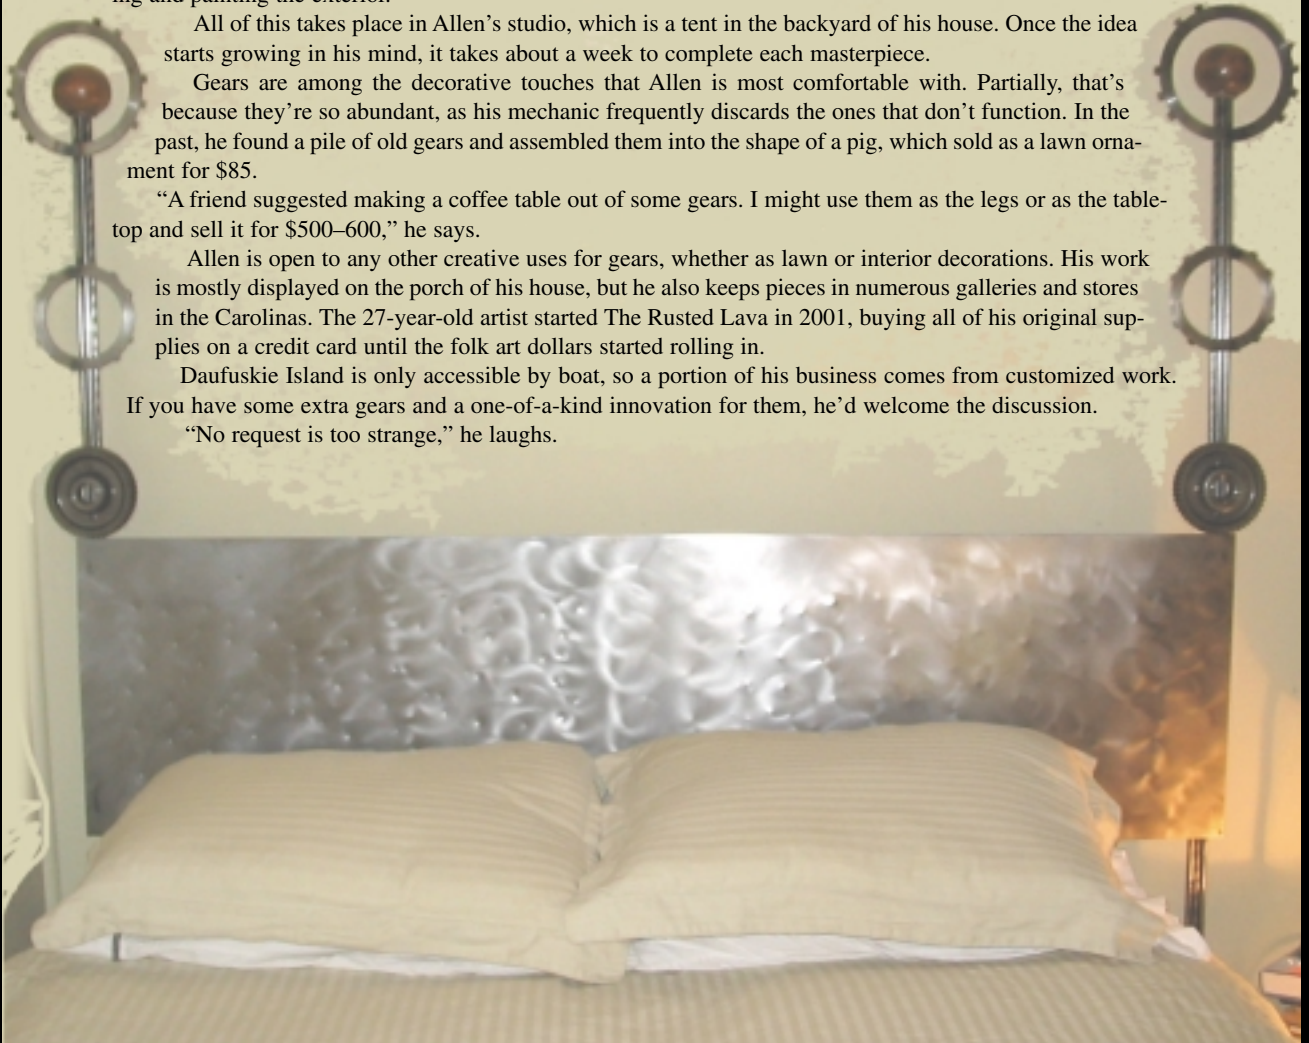 ing and painting the exterior.
All of this takes place in Allen’s studio, which is a tent in the backyard of his house. Once the idea
starts growing in his mind, it takes about a week to complete each masterpiece.
Gears are among the decorative touches that Allen is most comfortable with. Partially, that’s
because they’re so abundant, as his mechanic frequently discards the ones that don’t function. In the
past, he found a pile of old gears and assembled them into the shape of a pig, which sold as a lawn orna-
ment for $85.
“A friend suggested making a coffee table out of some gears. I might use them as the legs or as the table-
top and sell it for $500–600,” he says.
Allen is open to any other creative uses for gears, whether as lawn or interior decorations. His work
is mostly displayed on the porch of his house, but he also keeps pieces in numerous galleries and stores
in the Carolinas. The 27-year-old artist started The Rusted Lava in 2001, buying all of his original sup-
plies on a credit card until the folk art dollars started rolling in.
Daufuskie Island is only accessible by boat, so a portion of his business comes from customized work.
If you have some extra gears and a one-of-a-kind innovation for them, he’d welcome the discussion.
“No request is too strange,” he laughs.